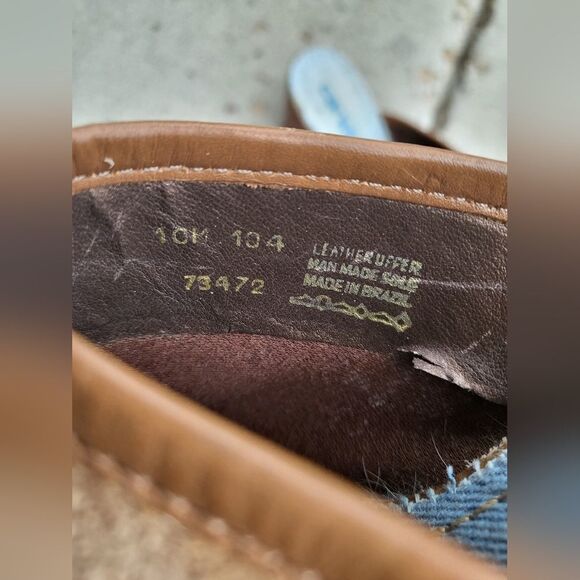 10M 104
73472
LEATHER UPPER
MAN MADE SOLE
MADE IN BRAZIL